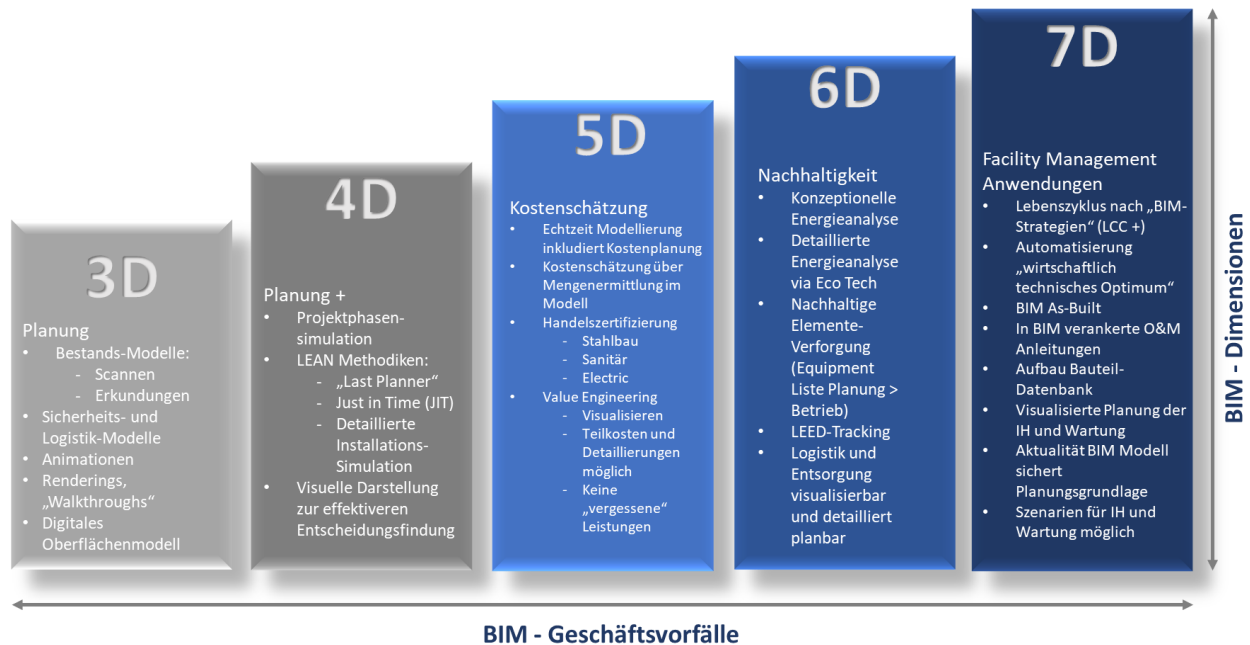 3D
Planung
• Bestands-Modelle:
- Scannen
- Erkundungen
• Sicherheits- und
Logistik-Modelle
• Animationen
• Renderings,
„Walkthroughs“
• Digitales
Oberflächenmodell
4D
Planung +
• Projektphasen-
simulation
• LEAN Methodiken:
- „Last Planner“
- Just in Time (JIT)
- Detaillierte
Installations-
Simulation
• Visuelle Darstellung
zur effektiveren
Entscheidungsfindung
5D
Kostenschätzung
• Echtzeit Modellierung
inkludiert Kostenplanung
• Kostenschätzung über
Mengenermittlung im
Modell
• Handelszertifizierung
- Stahlbau
- Sanitär
- Electric
• Value Engineering
- Visualisieren
- Teilkosten und
Detaillierungen
möglich
- Keine
„vergessene“
Leistungen
6D
Nachhaltigkeit
• Konzeptionelle
Energieanalyse
• Detaillierte
Energieanalyse
via Eco Tech
• Nachhaltige
Elemente-
Verforgung
(Equipment
Liste Planung >
Betrieb)
• LEED-Tracking
• Logistik und
Entsorgung
visualisierbar
und detailliert
planbar
7D
Facility Management
Anwendungen
• Lebenszyklus nach „BIM-
Strategien“ (LCC +)
• Automatisierung
„wirtschaftlich
technisches Optimum“
• BIM As-Built
• In BIM verankerte O&M
Anleitungen
• Aufbau Bauteil-
Datenbank
• Visualisierte Planung der
IH und Wartung
• Aktualität BIM Modell
sichert
Planungsgrundlage
• Szenarien für IH und
Wartung möglich
BIM - Dimensionen
BIM - Geschäftsvorfälle